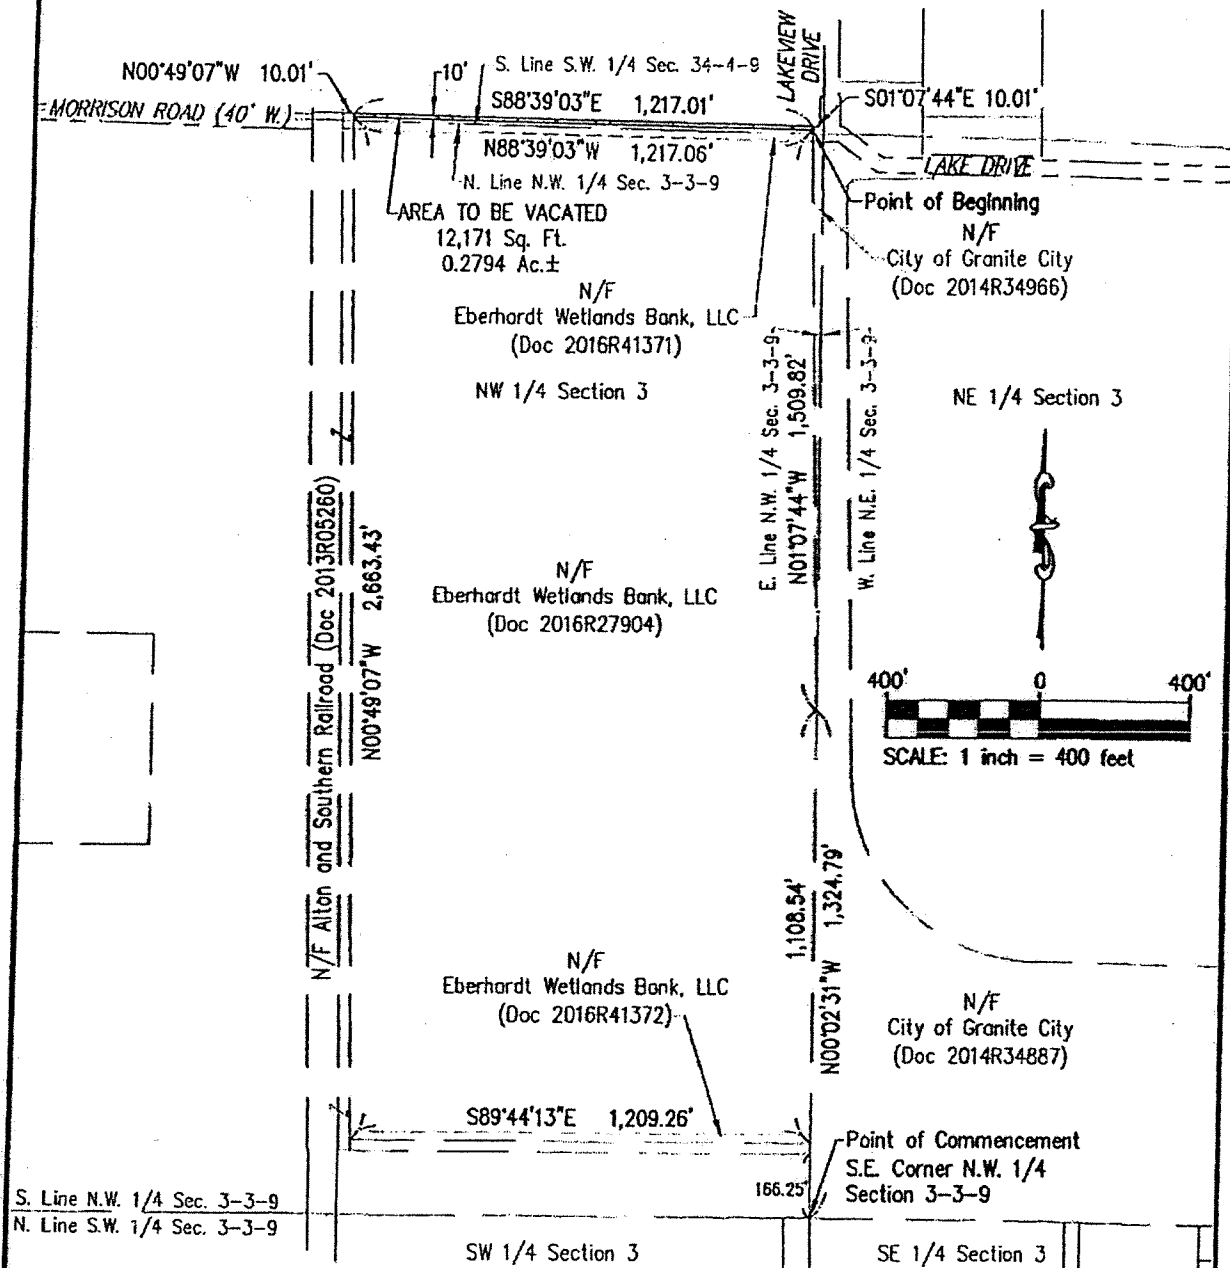 LAKEVIEW
DRIVE
N00°49'07"W 10.01'
10'
S. Line S.W. 1/4 Sec. 34-4-9
S88°39'03"E 1,217.01'
S01°07'44"E 10.01'
MORRISON ROAD (40' W.)
N88°39'03"W 1,217.06'
N. Line N.W. 1/4 Sec. 3-3-9
LAKE DRIVE
AREA TO BE VACATED
12,171 Sq. Ft.
0.2794 Ac.±
Point of Beginning
N/F
City of Granite City
(Doc 2014R34966)
N/F
Eberhardt Wetlands Bank, LLC
(Doc 2016R41371)
NW 1/4 Section 3
NE 1/4 Section 3
E. Line N.W. 1/4 Sec. 3-3-9
N01°07'44"W 1,509.82'
W. Line N.E. 1/4 Sec. 3-3-9
N/F Alton and Southern Railroad (Doc 2013R05260)
N00°49'07"W 2,663.43'
N/F
Eberhardt Wetlands Bank, LLC
(Doc 2016R27904)
400' 0 400'
SCALE: 1 inch = 400 feet
1,108.54'
N00°02'31"W 1,324.79'
N/F
Eberhardt Wetlands Bank, LLC
(Doc 2016R41372)
N/F
City of Granite City
(Doc 2014R34887)
S89°44'13"E 1,209.26'
Point of Commencement
S.E. Corner N.W. 1/4
Section 3-3-9
166.25'
S. Line N.W. 1/4 Sec. 3-3-9
N. Line S.W. 1/4 Sec. 3-3-9
SW 1/4 Section 3
SE 1/4 Section 3